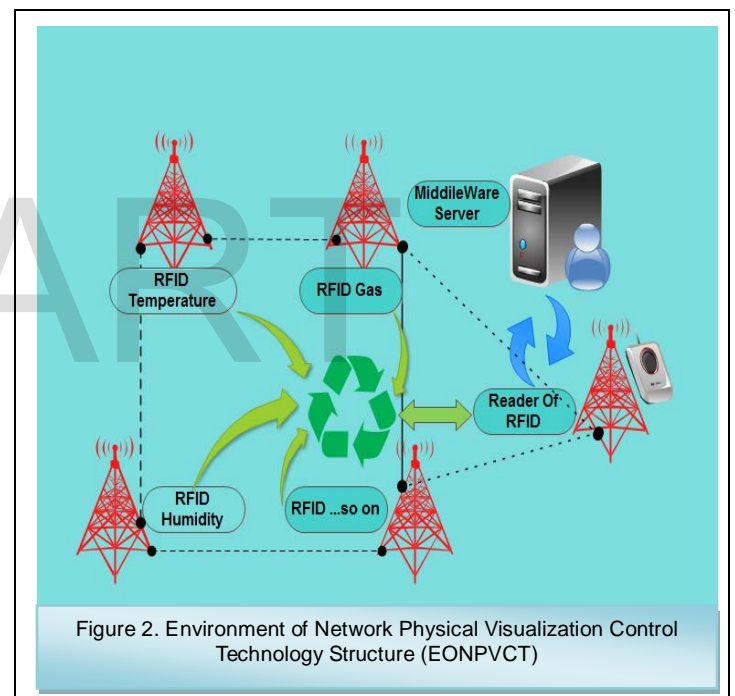 MiddileWare
Server
RFID
Temperature
RFID Gas
Reader Of
RFID
RFID
Humidity
RFID ...so on
ART
Figure 2. Environment of Network Physical Visualization Control
Technology Structure (EONPVCT)